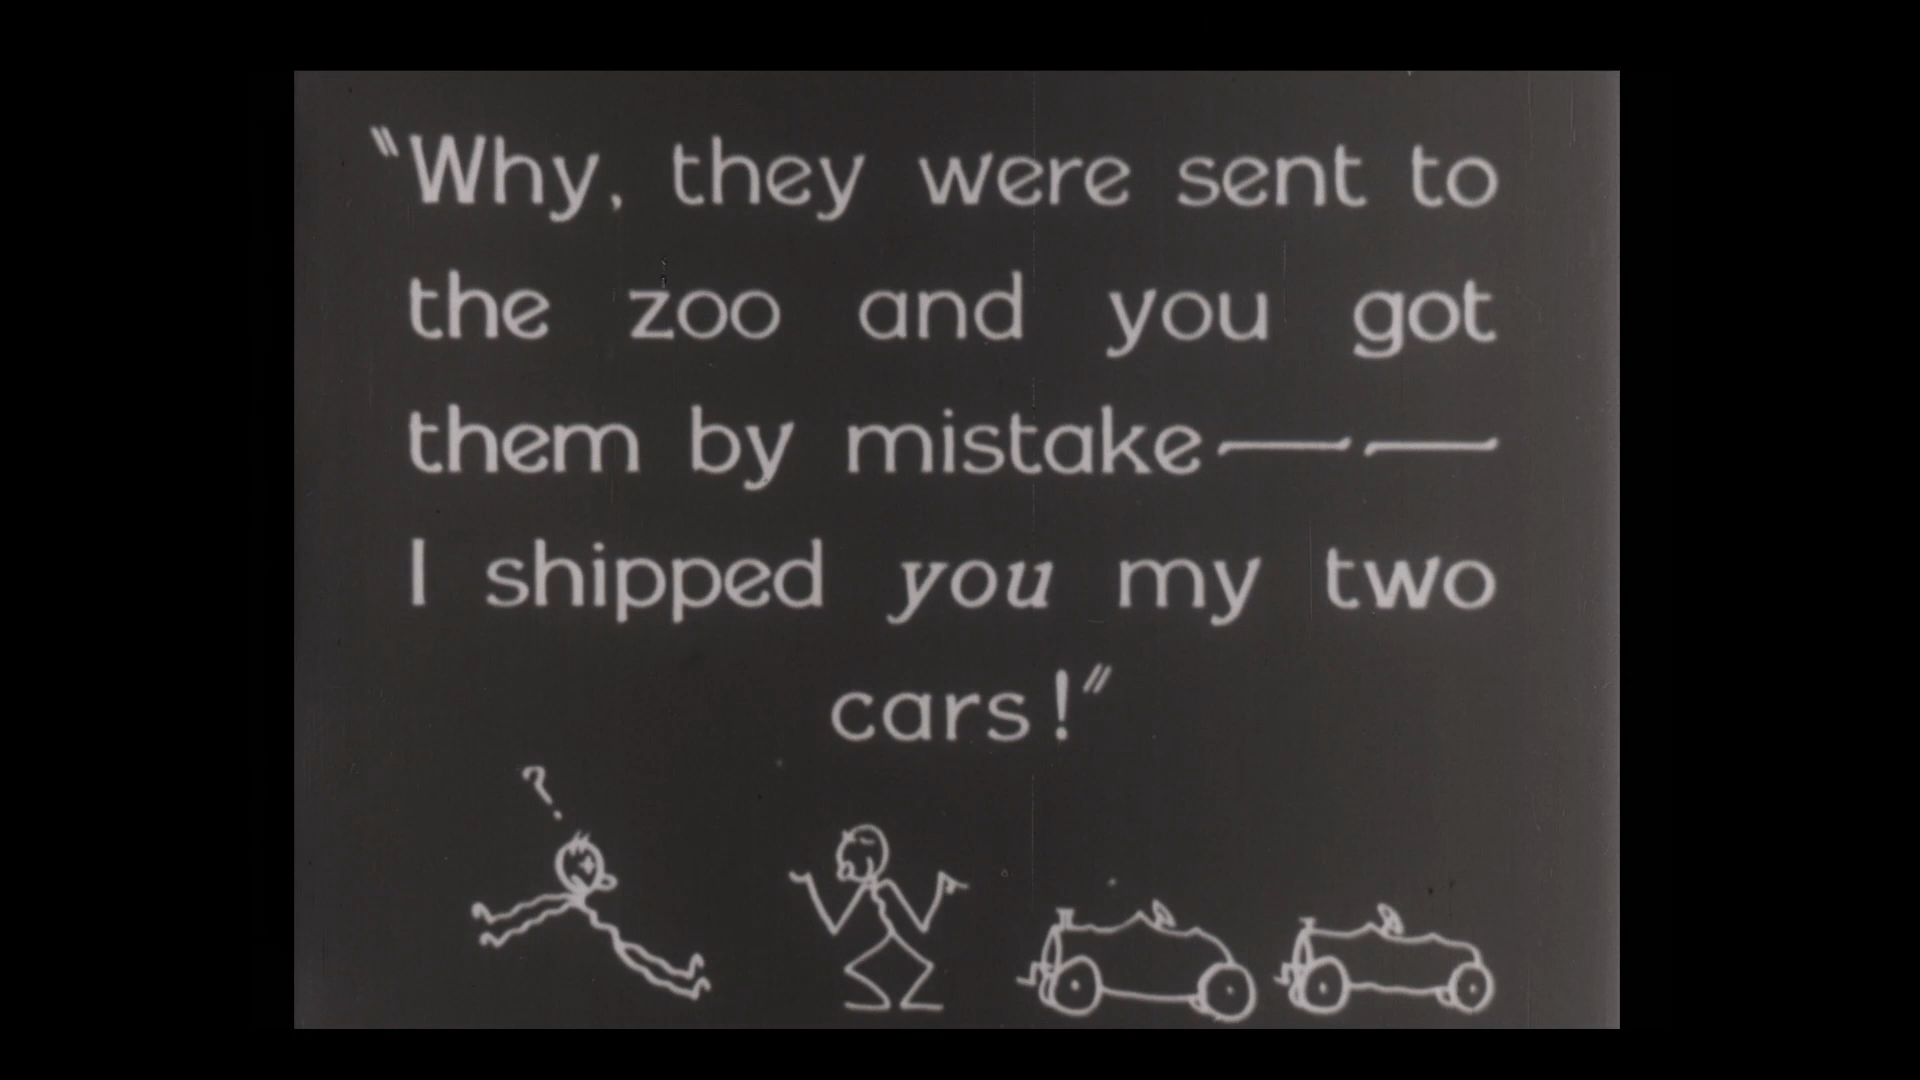 "Why, they were sent to
the zoo and you got
them by mistake — —
I shipped you my two
cars!"
?